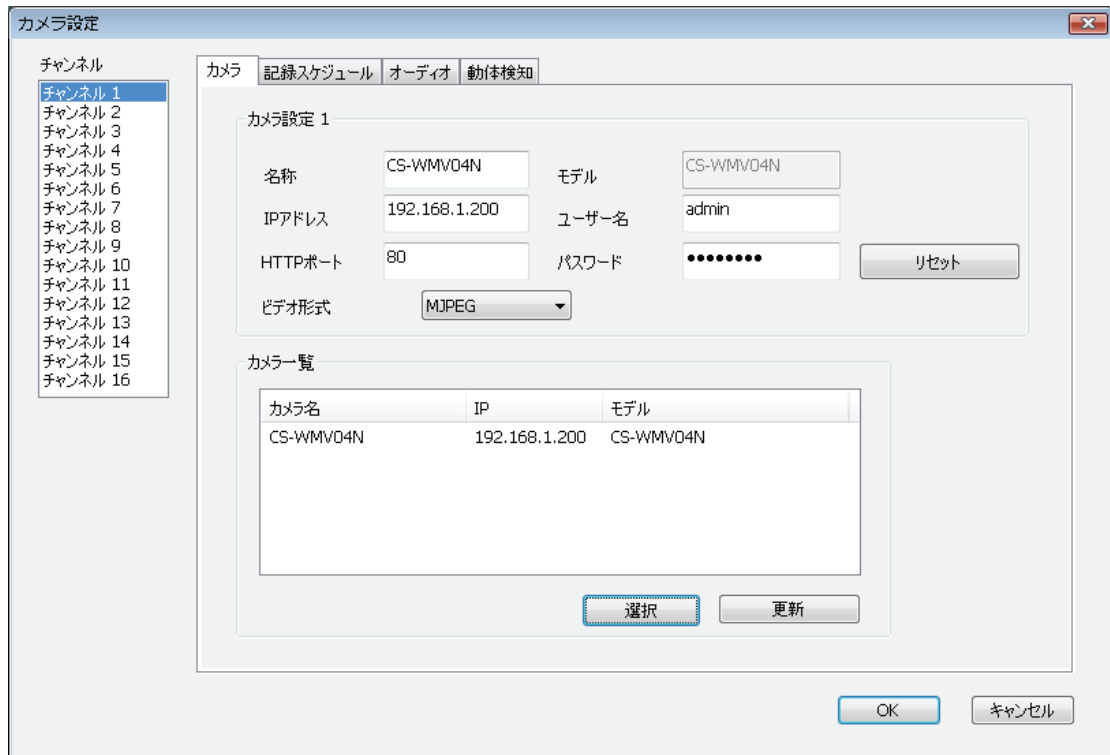 カメラ設定
チャンネル
チャンネル 1
チャンネル 2
チャンネル 3
チャンネル 4
チャンネル 5
チャンネル 6
チャンネル 7
チャンネル 8
チャンネル 9
チャンネル 10
チャンネル 11
チャンネル 12
チャンネル 13
チャンネル 14
チャンネル 15
チャンネル 16
カメラ 記録スケジュール オーディオ 動体検知
カメラ設定 1
名称 CS-WMV04N モデル CS-WMV04N
IPアドレス 192.168.1.200 ユーザー名 admin
HTTPポート 80 パスワード ●●●●●●●● リセット
ビデオ形式 MJPEG
カメラ一覧
カメラ名 IP モデル
CS-WMV04N 192.168.1.200 CS-WMV04N
選択 更新
OK キャンセル